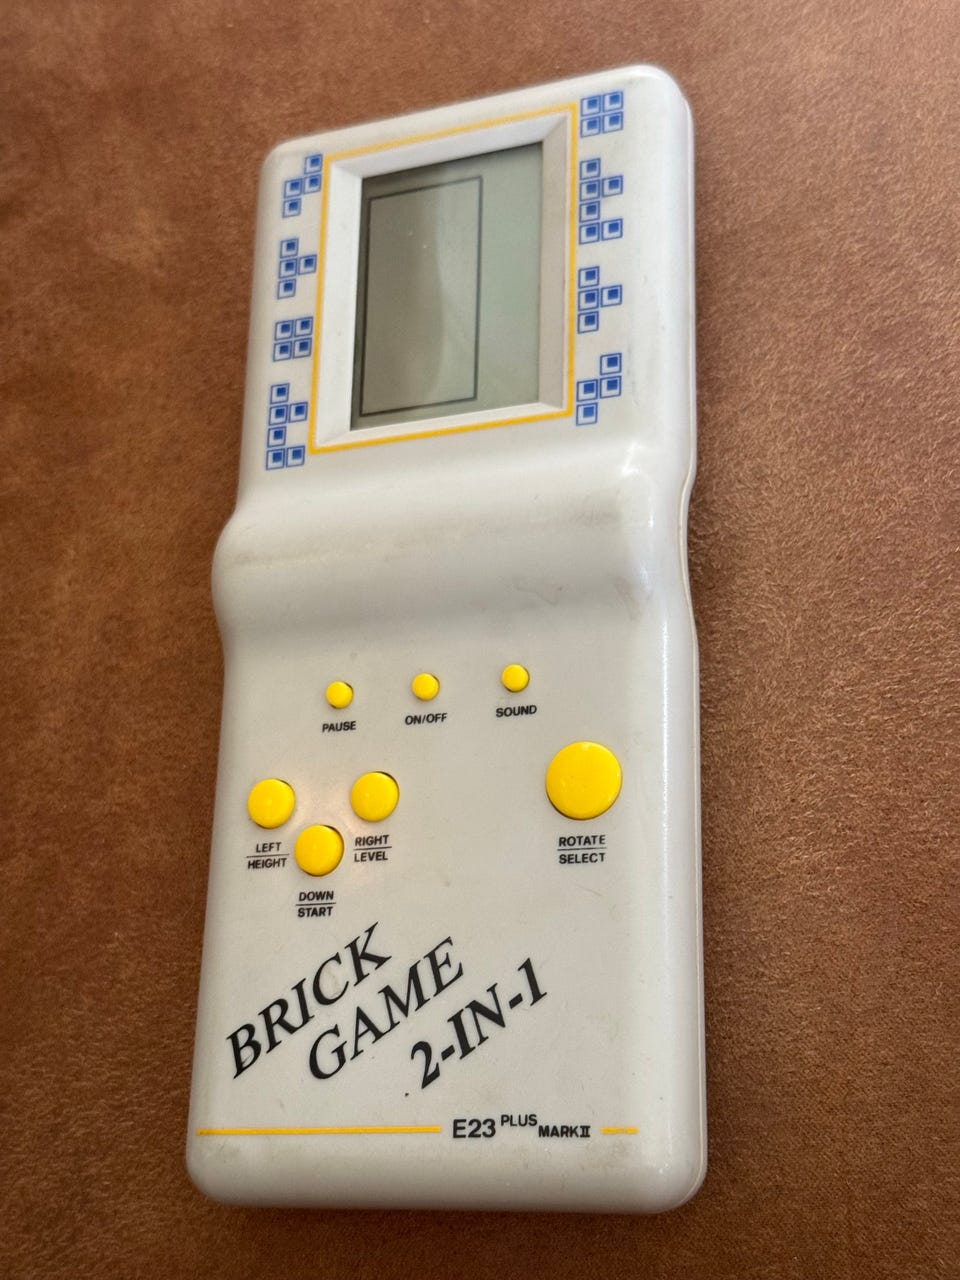 PAUSE
ON/OFF
SOUND
LEFT
HEIGHT
RIGHT
LEVEL
DOWN
START
ROTATE
SELECT
BRICK
GAME
2-IN-1
E23 PLUS MARK II